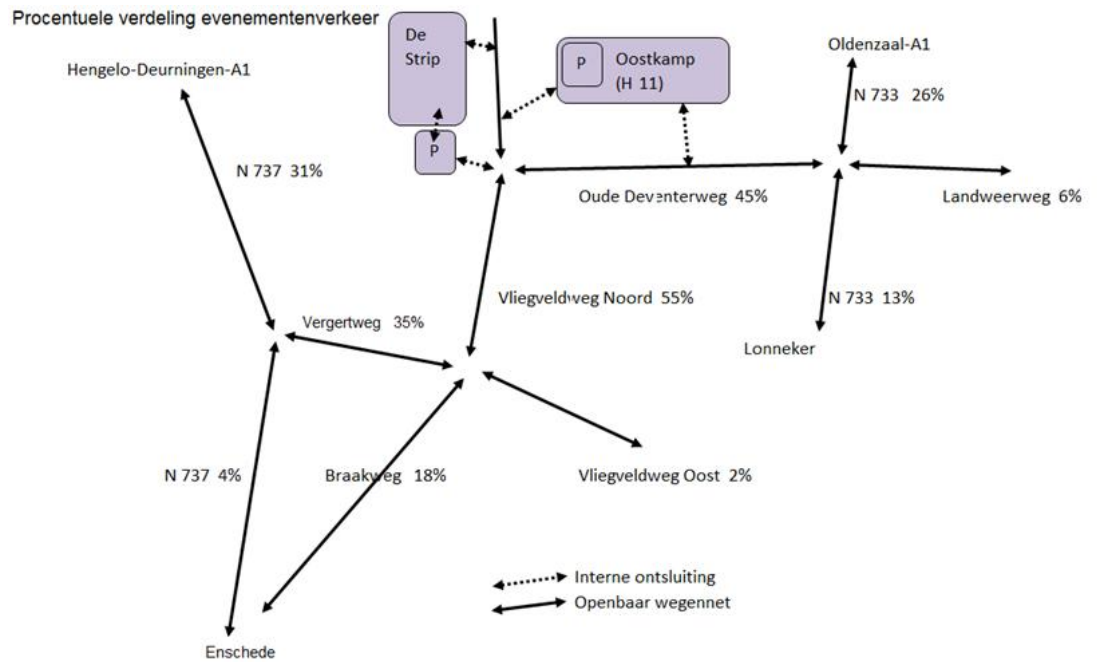 Procentuele verdeling evenementenverkeer
De
Strip
P
P
Oostkamp
(H 11)
Oldenzaal-A1
Hengelo-Deurningen-A1
N 733 26%
N 737 31%
Oude Deventerweg 45%
Landweerweg 6%
Vliegveldweg Noord 55%
N 733 13%
Vergertweg 35%
Lonneker
N 737 4%
Braakweg 18%
Vliegveldweg Oost 2%
Interne ontsluiting
Openbaar wegennet
Enschede